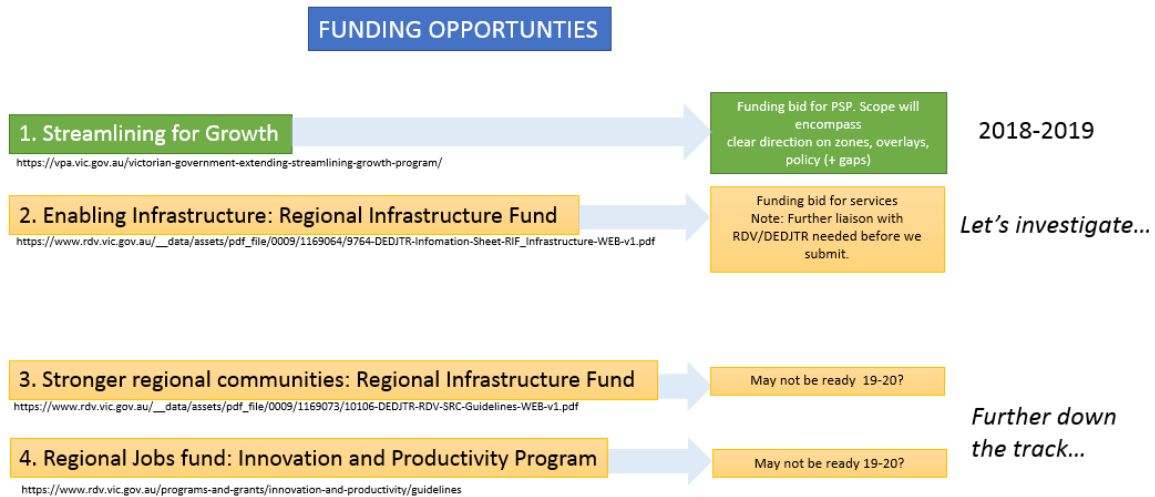 FUNDING OPPORTUNTIES
1. Streamlining for Growth
https://vpa.vic.gov.au/victorian-government-extending-streamlining-growth-program/
Funding bid for PSP. Scope will
encompass
clear direction on zones, overlays,
policy (+ gaps)
2018-2019
2. Enabling Infrastructure: Regional Infrastructure Fund
https://www.rdv.vic.gov.au/__data/assets/pdf_file/0009/1169064/9764-DEDJTR-Infomation-Sheet-RIF_Infrastructure-WEB-v1.pdf
Funding bid for services
Note: Further liaison with
RDV/DEDJTR needed before we
submit.
Let’s investigate…
3. Stronger regional communities: Regional Infrastructure Fund
https://www.rdv.vic.gov.au/__data/assets/pdf_file/0009/1169073/10106-DEDJTR-RDV-SRC-Guidelines-WEB-v1.pdf
May not be ready  19-20?
4. Regional Jobs fund: Innovation and Productivity Program
https://www.rdv.vic.gov.au/programs-and-grants/innovation-and-productivity/guidelines
May not be ready 19-20?
Further down
the track…